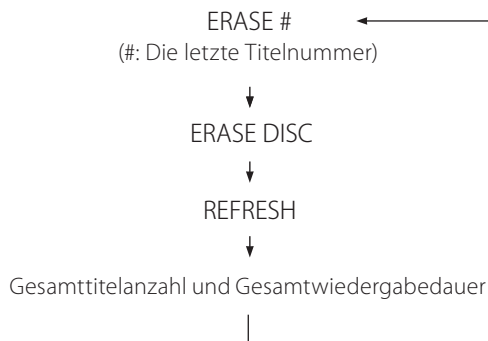 ERASE #
(#: Die letzte Titelnummer)
ERASE DISC
REFRESH
Gesamttitelanzahl und Gesamtwiedergabedauer